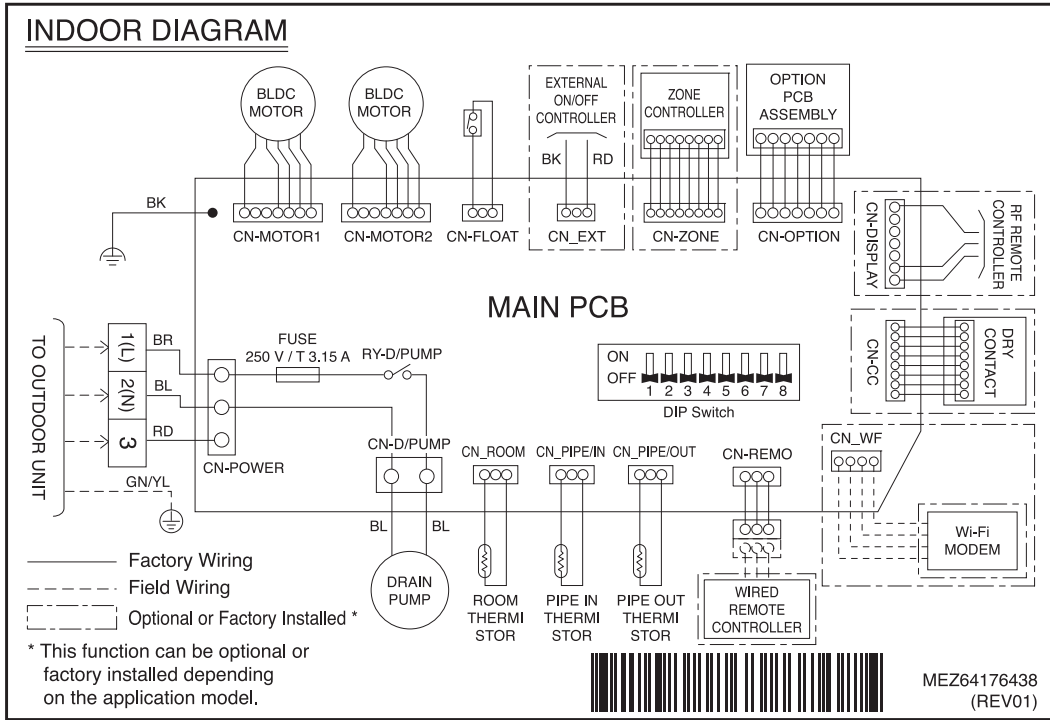 INDOOR DIAGRAM
BLDC
MOTOR
BLDC
MOTOR
EXTERNAL
ON/OFF
CONTROLLER
BK
RD
ZONE
CONTROLLER
OPTION
PCB
ASSEMBLY
BK
CN-MOTOR1
CN-MOTOR2
CN-FLOAT
CN_EXT
CN-ZONE
CN-OPTION
CN-DISPLAY
RF REMOTE
CONTROLLER
MAIN PCB
TO OUTDOOR UNIT
1(L)
2(N)
3
BR
BL
RD
GN/YL
CN-POWER
FUSE
250 V / T 3.15 A
RY-D/PUMP
ON
OFF
1 2 3 4 5 6 7 8
DIP Switch
CN-CC
DRY
CONTACT
CN-D/PUMP
CN_ROOM
CN_PIPE/IN
CN_PIPE/OUT
CN-REMO
CN_WF
Wi-Fi
MODEM
BL
BL
DRAIN
PUMP
ROOM
THERMI
STOR
PIPE IN
THERMI
STOR
PIPE OUT
THERMI
STOR
WIRED
REMOTE
CONTROLLER
Factory Wiring
Field Wiring
Optional or Factory Installed *
* This function can be optional or
factory installed depending
on the application model.
MEZ64176438
(REV01)